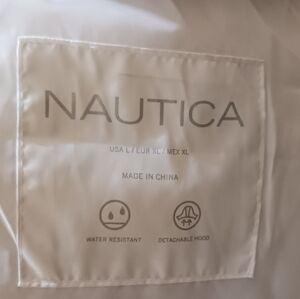 NAUTICA
USA L / EUR XL / MEX XL
MADE IN CHINA
WATER RESISTANT
DETACHABLE HOOD